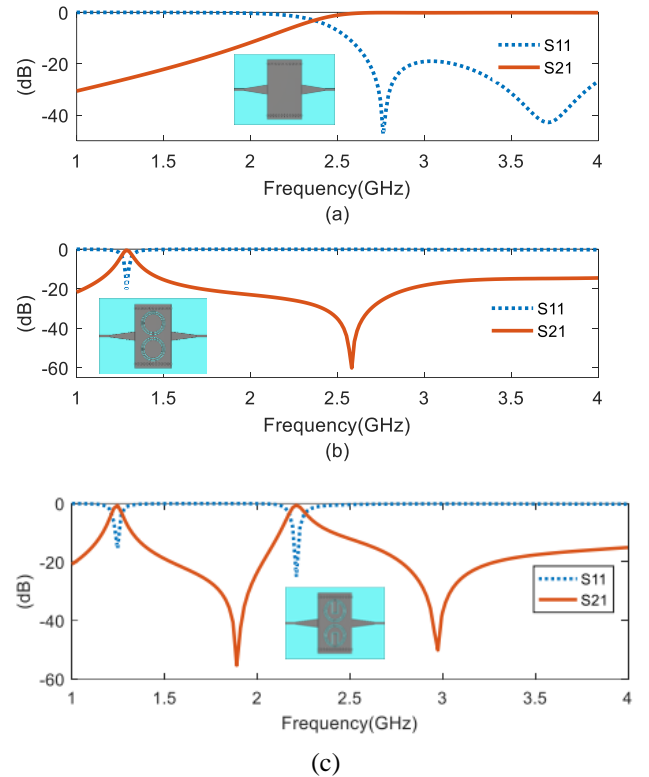 0
-20
-40
(dB)
S11
S21
1 1.5 2 2.5 3 3.5 4
Frequency(GHz)
(a)
0
-20
-40
-60
(dB)
S11
S21
1 1.5 2 2.5 3 3.5 4
Frequency(GHz)
(b)
0
-20
-40
-60
(dB)
S11
S21
1 1.5 2 2.5 3 3.5 4
Frequency(GHz)
(c)